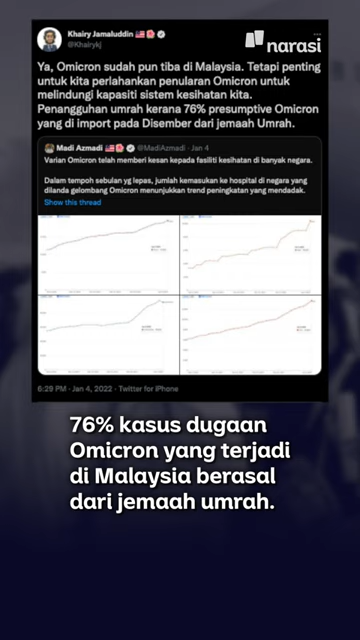 Khairy Jamaluddin
@Khairykj
narasi
Ya, Omicron sudah pun tiba di Malaysia. Tetapi penting
untuk kita perlahankan penularan Omicron untuk
melindungi kapasiti sistem kesihatan kita.
Penangguhan umrah kerana 76% presumptive Omicron
yang di import pada Disember dari jemaah Umrah.
Madi Azmadi @MadiAzmadi · Jan 4
Varian Omicron telah memberi kesan kepada fasiliti kesihatan di banyak negara.
Dalam tempoh sebulan yg lepas, jumlah kemasukan ke hospital di negara yang
dilanda gelombang Omicron menunjukkan trend peningkatan yang mendadak.
Show this thread
6:29 PM · Jan 4, 2022 · Twitter for iPhone
76% kasus dugaan
Omicron yang terjadi
di Malaysia berasal
dari jemaah umrah.